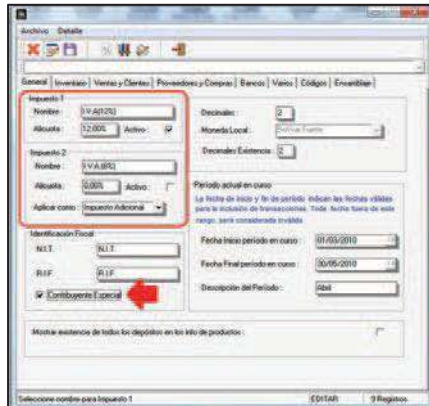 Archivo Detalle
General Inventario Ventas y Clientes Proveedores y Compras Bancos Varios Códigos Ensamblaje
Impuesto 1
Nombre : I.V.A(12%)
Alicuota : 12,00% Activo :
Impuesto 2
Nombre : I.V.A.(8%)
Alicuota : 0,00% Activo :
Aplicar como : Impuesto Adicional
Identificación Fiscal
N.I.T. N.I.T.
R.I.F R.I.F
Contribuyente Especial
Decimales : 2
Moneda Local : Bolívar Fuerte
Decimales Existencia : 2
Período actual en curso
La fecha de inicio y fin de período indican las fechas válidas
para la inclusión de transacciones. Toda fecha fuera de este
rango, será considerada inválida.
Fecha Inicio período en curso : 01/03/2010
Fecha Final período en curso : 30/05/2010
Descripción del Período : Abril
Mostrar existencia de todos los depósitos en los info de productos :
Seleccione nombre para Impuesto 1 EDITAR 9 Registros